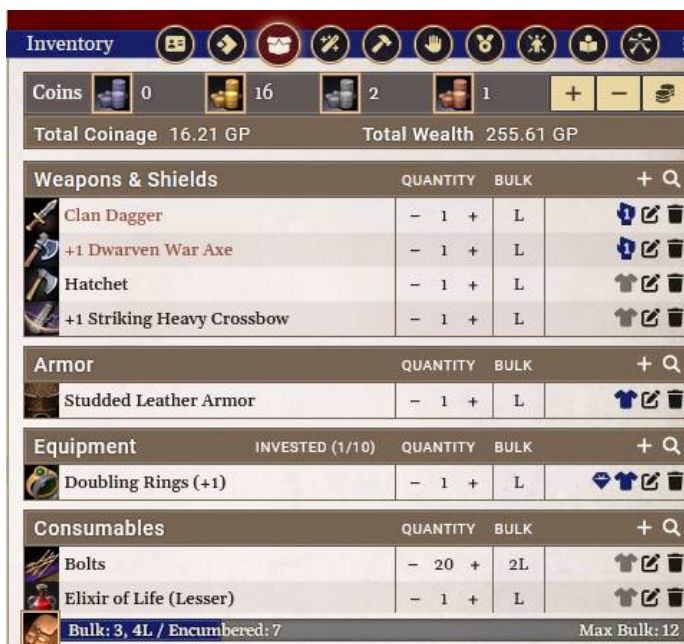 Inventory
Coins 0 16 2 1 + −
Total Coinage 16.21 GP Total Wealth 255.61 GP
Weapons & Shields QUANTITY BULK +
Clan Dagger − 1 + L 1
+1 Dwarven War Axe − 1 + L 1
Hatchet − 1 + L
+1 Striking Heavy Crossbow − 1 + L
Armor QUANTITY BULK +
Studded Leather Armor − 1 + L
Equipment INVESTED (1/10) QUANTITY BULK +
Doubling Rings (+1) − 1 + L
Consumables QUANTITY BULK +
Bolts − 20 + 2L
Elixir of Life (Lesser) − 1 + L
Bulk: 3, 4L / Encumbered: 7 Max Bulk: 12